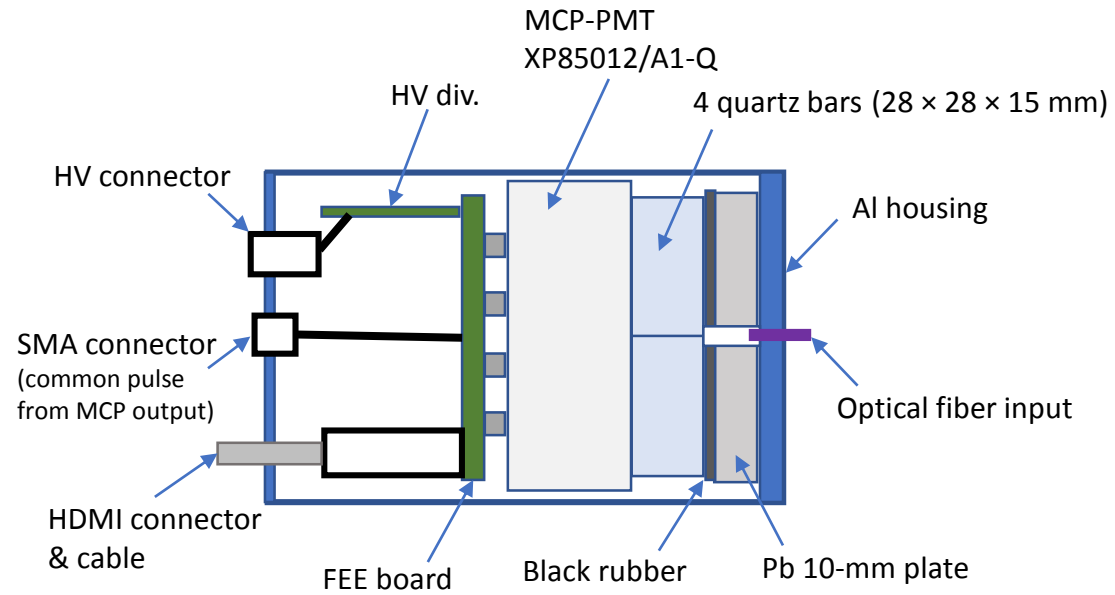 MCP-PMT
XP85012/A1-Q
HV div.
4 quartz bars (28 × 28 × 15 mm)
HV connector
Al housing
SMA connector
(common pulse
from MCP output)
Optical fiber input
HDMI connector
& cable
FEE board
Black rubber
Pb 10-mm plate